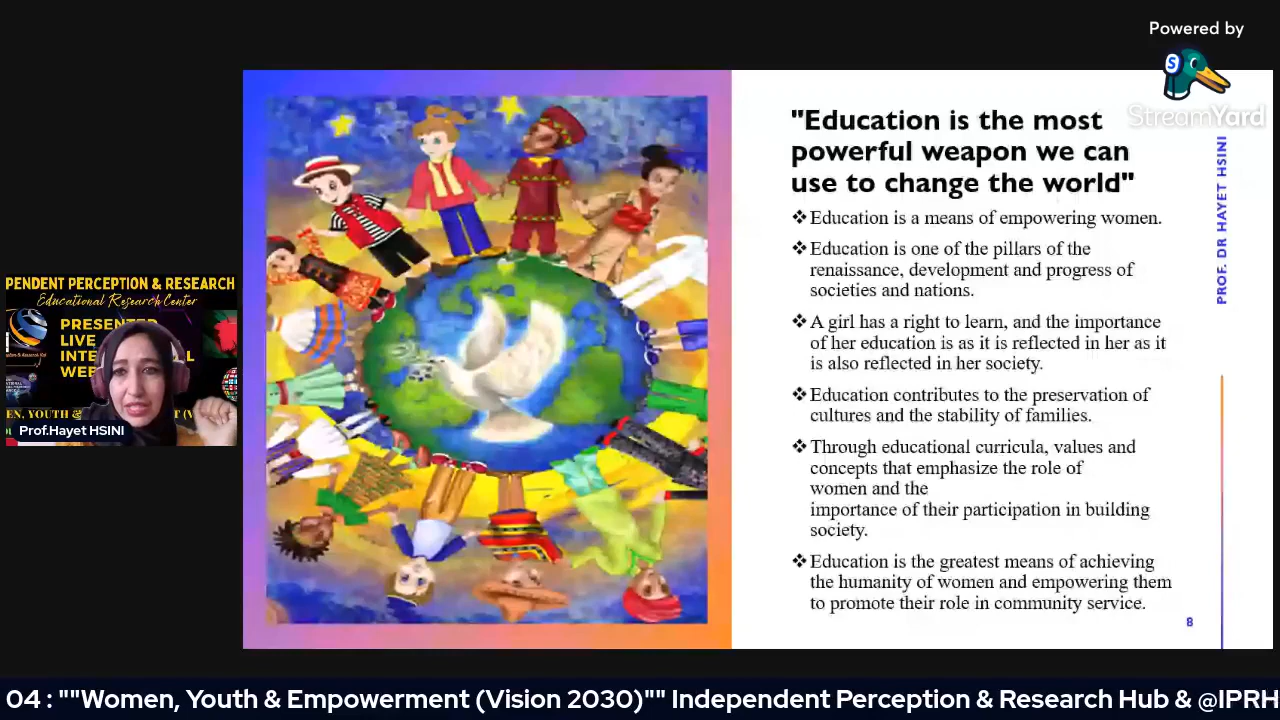 Powered by
StreamYard
"Education is the most
powerful weapon we can
use to change the world"
PROF. DR HAYET HSINI
❖ Education is a means of empowering women.
❖ Education is one of the pillars of the
renaissance, development and progress of
societies and nations.
❖ A girl has a right to learn, and the importance
of her education is as it is reflected in her as it
is also reflected in her society.
❖ Education contributes to the preservation of
cultures and the stability of families.
❖ Through educational curricula, values and
concepts that emphasize the role of
women and the
importance of their participation in building
society.
❖ Education is the greatest means of achieving
the humanity of women and empowering them
to promote their role in community service.
8
PENDENT PERCEPTION & RESEARCH
Educational Research Center
PRESENTED
LIVE
Prof.Hayet HSINI
04 : ""Women, Youth & Empowerment (Vision 2030)"" Independent Perception & Research Hub & @IPRH